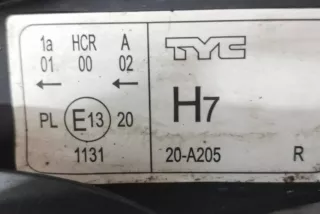 1a HCR A
01 00 02
PL E13 20
1131
TYC
H7
20-A205 R